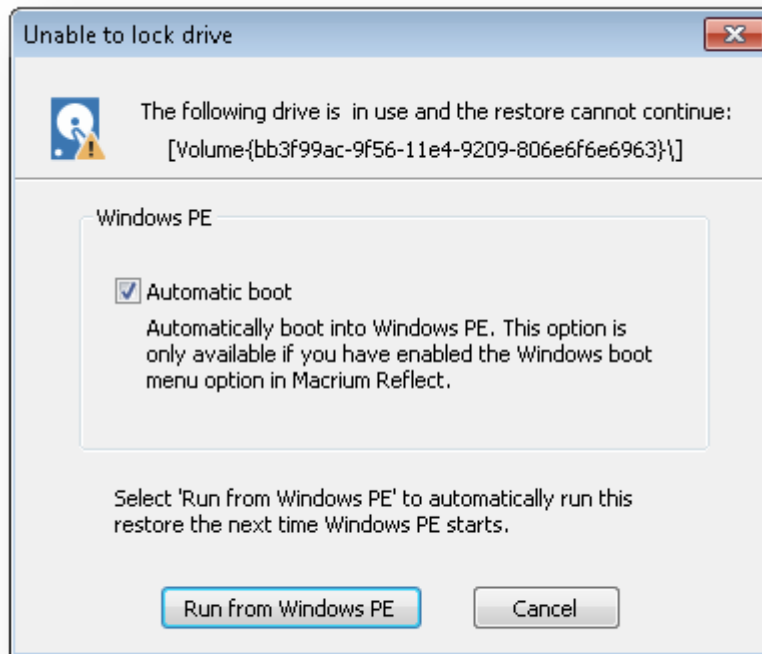 Unable to lock drive
The following drive is in use and the restore cannot continue:
[Volume{bb3f99ac-9f56-11e4-9209-806e6f6e6963}\]
Windows PE
Automatic boot
Automatically boot into Windows PE. This option is
only available if you have enabled the Windows boot
menu option in Macrium Reflect.
Select 'Run from Windows PE' to automatically run this
restore the next time Windows PE starts.
Run from Windows PE
Cancel